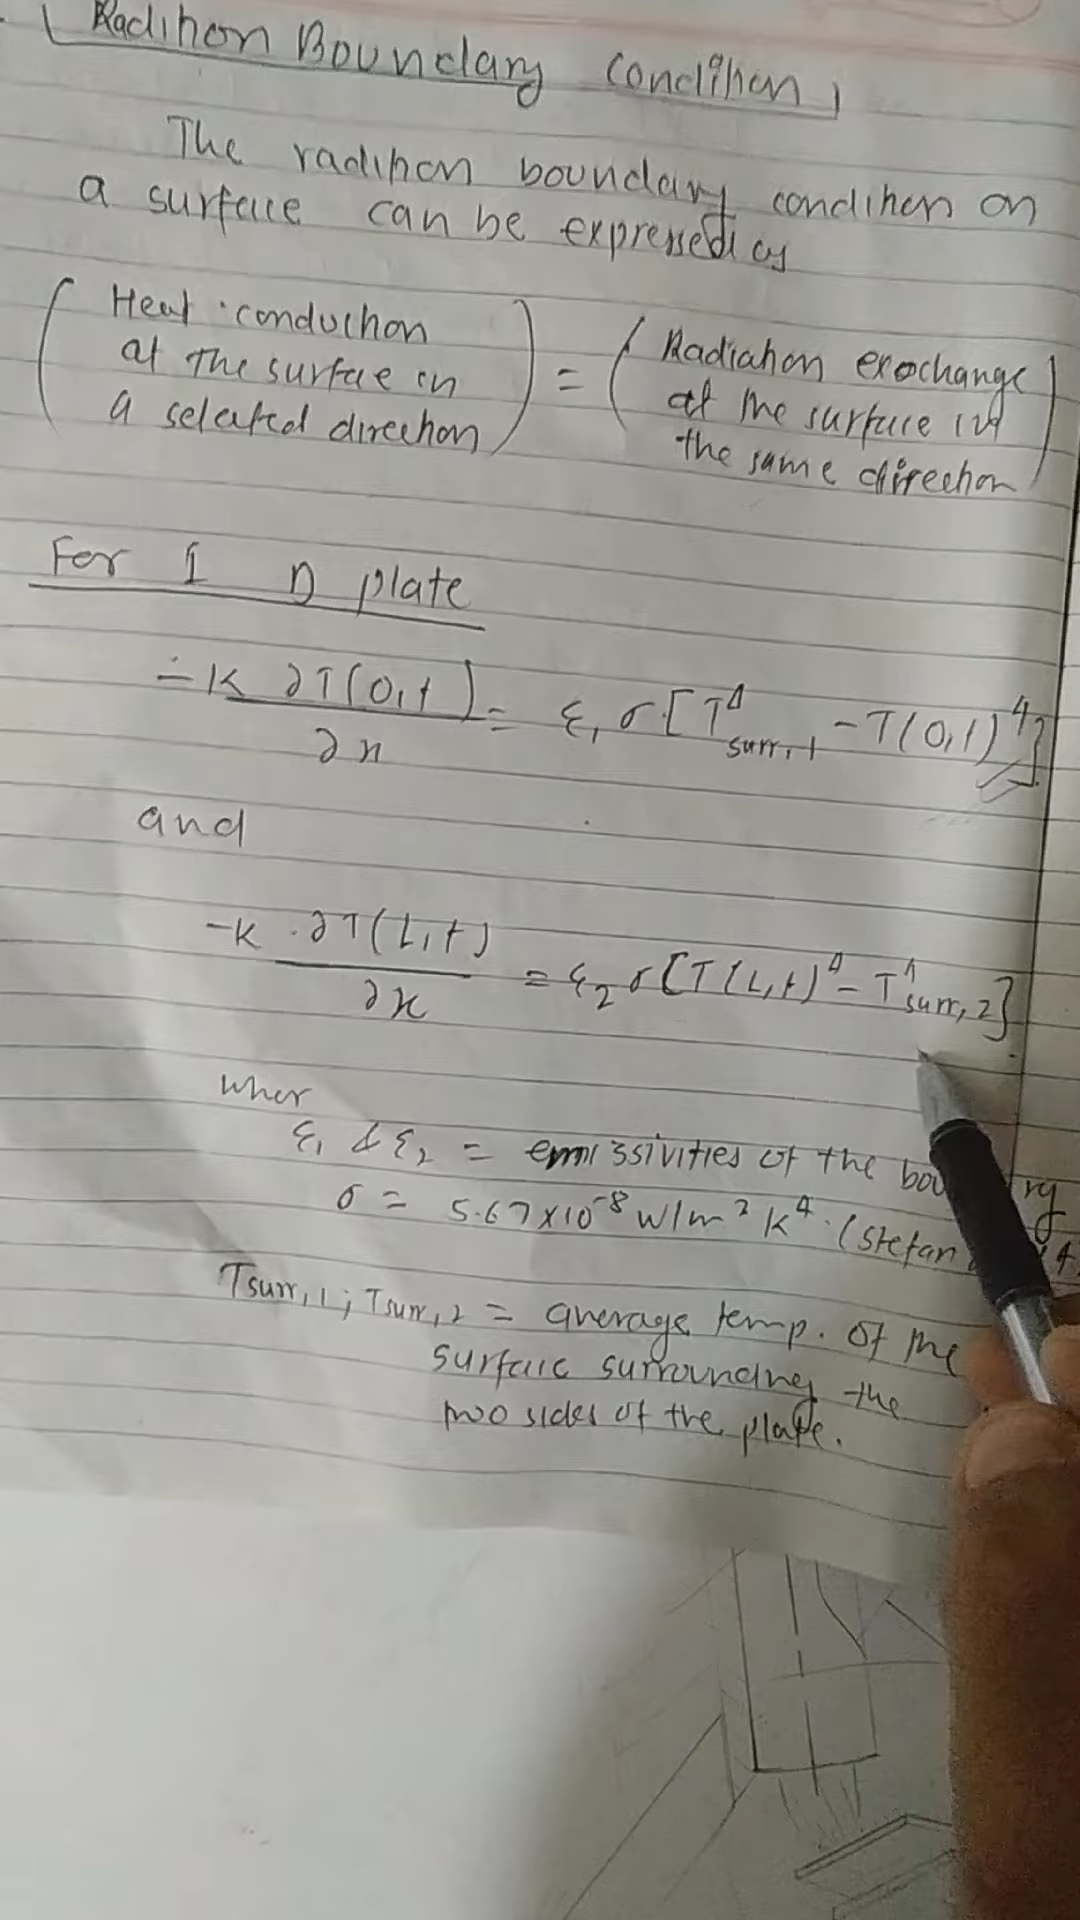 Radiation Boundary Condition,
The radiation boundary condition on
a surface can be expressed as
(Heat conduction at the surface in a selected direction) = (Radiation exochange at the surface in the same direction)
For 1 D plate
-K ∂T(0,t)/∂x = ε₁ σ [T⁴surr,1 - T(0,t)⁴]
and
-K ∂T(L,t)/∂x = ε₂ σ [T(L,t)⁴ - T⁴surr,2]
wher
ε₁ & ε₂ = emissivities of the
σ = 5.67×10⁻⁸ W/m² K⁴. (Stefan
Tsurr,1; Tsurr,2 = average temp. of the
surface surrounding the
two sides of the plate.